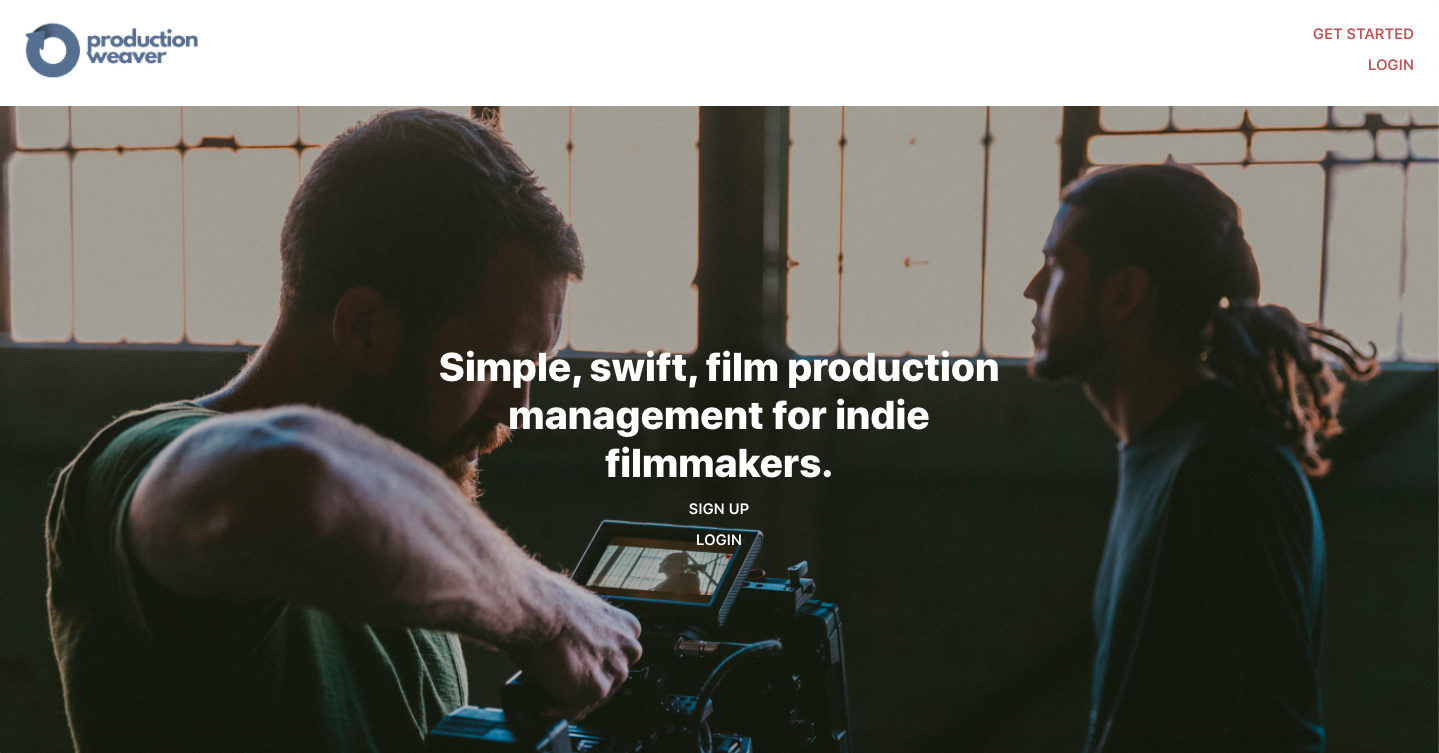 production
weaver
GET STARTED
LOGIN
Simple, swift, film production
management for indie
filmmakers.
SIGN UP
LOGIN